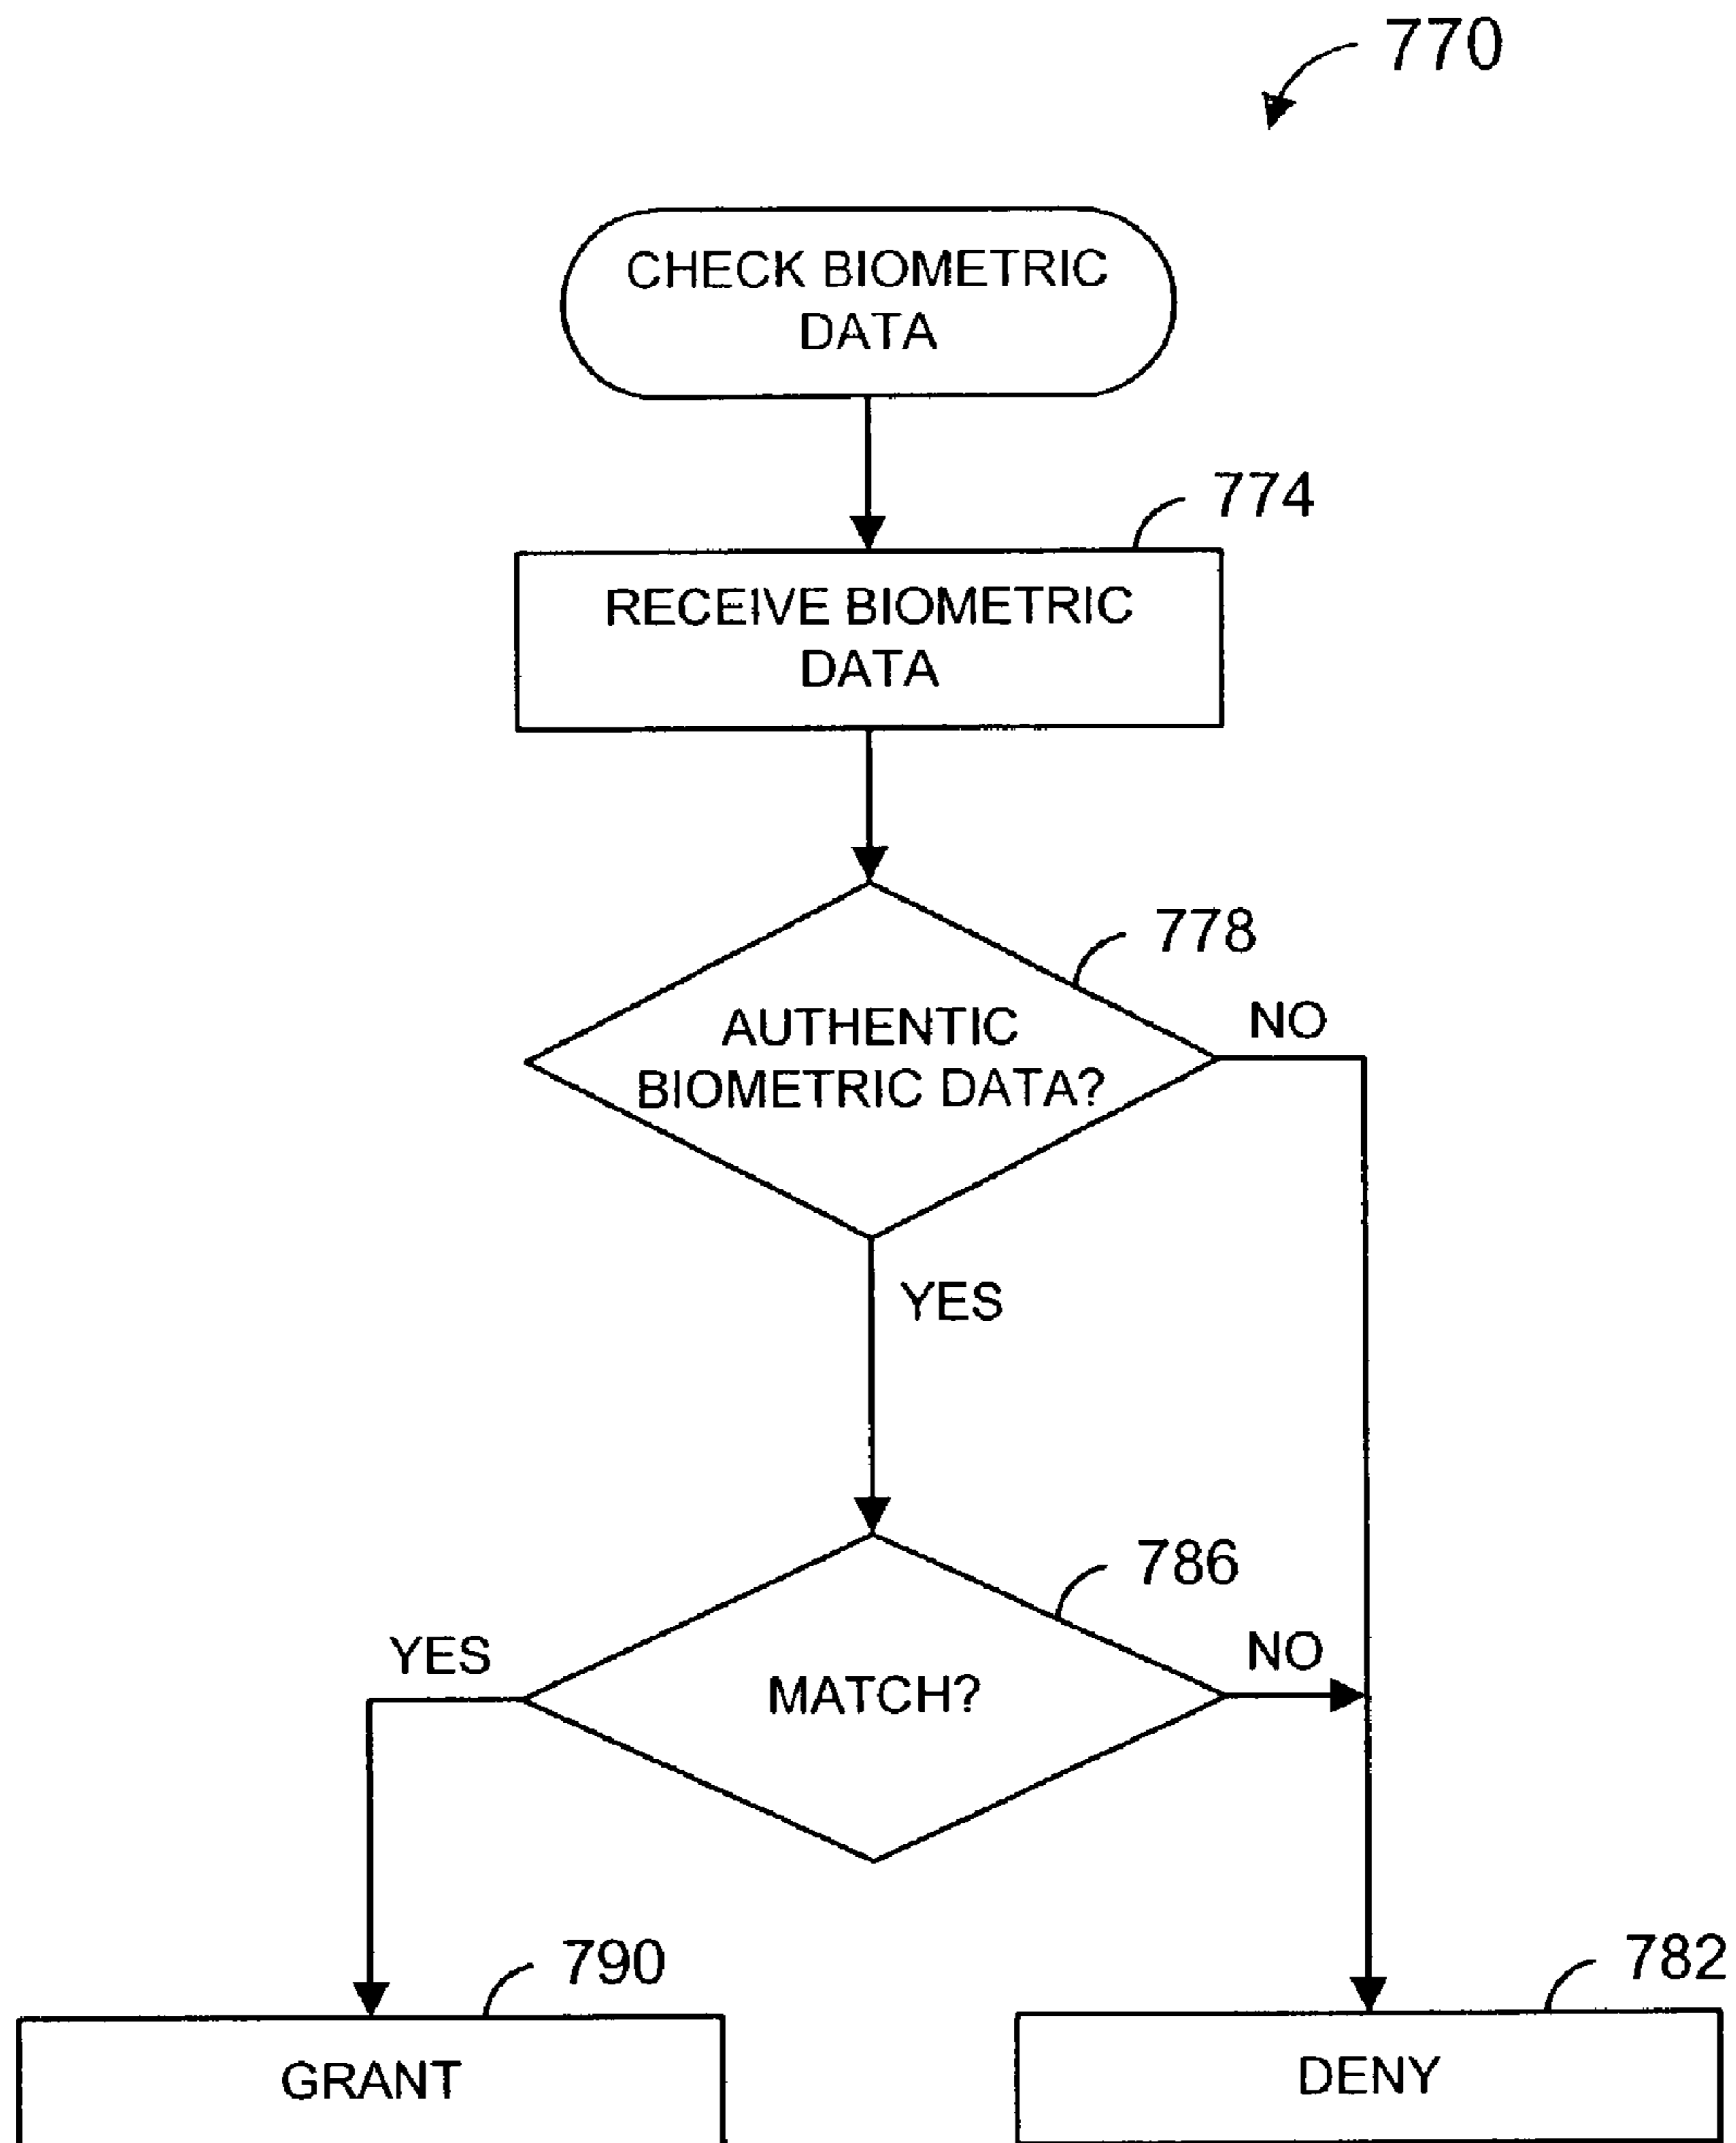 770
CHECK BIOMETRIC
DATA
774
RECEIVE BIOMETRIC
DATA
778
AUTHENTIC
BIOMETRIC DATA?
NO
YES
786
MATCH?
YES
NO
790
GRANT
782
DENY